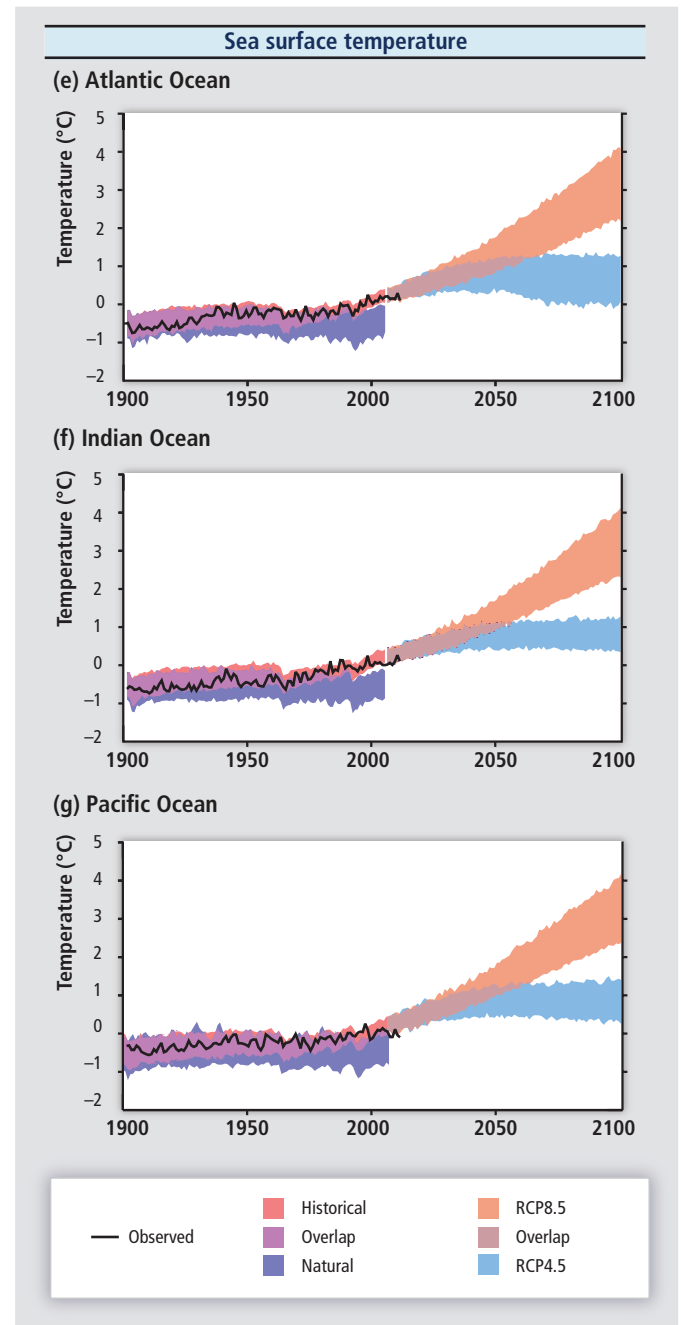 Sea surface temperature
(e) Atlantic Ocean
Temperature (°C)
5
4
3
2
1
0
–1
–2
1900 1950 2000 2050 2100
(f) Indian Ocean
Temperature (°C)
5
4
3
2
1
0
–1
–2
1900 1950 2000 2050 2100
(g) Pacific Ocean
Temperature (°C)
5
4
3
2
1
0
–1
–2
1900 1950 2000 2050 2100
Historical RCP8.5
Observed Overlap Overlap
Natural RCP4.5